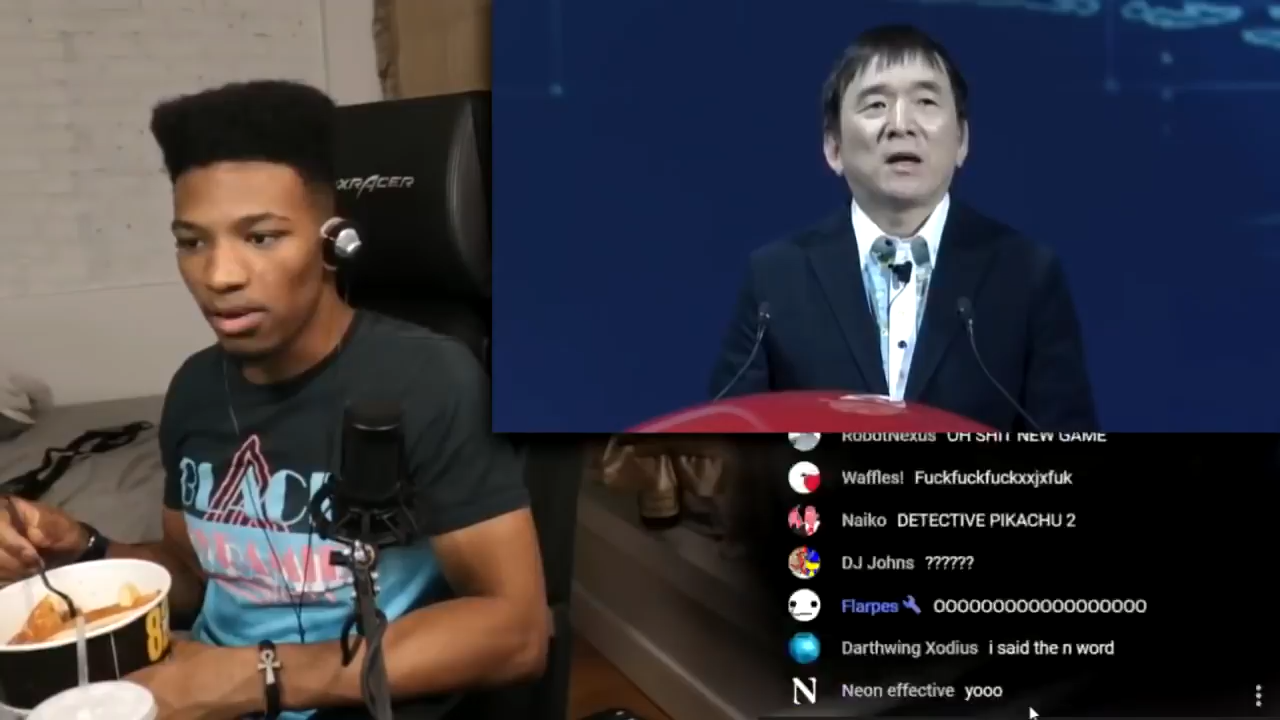 XRACER
BLACK
RobotNexus OH SHIT NEW GAME
Waffles! Fuckfuckfuckxxjxfuk
Naiko DETECTIVE PIKACHU 2
DJ Johns ??????
Flarpes OOOOOOOOOOOOOOOOOO
Darthwing Xodius i said the n word
N
Neon effective yooo